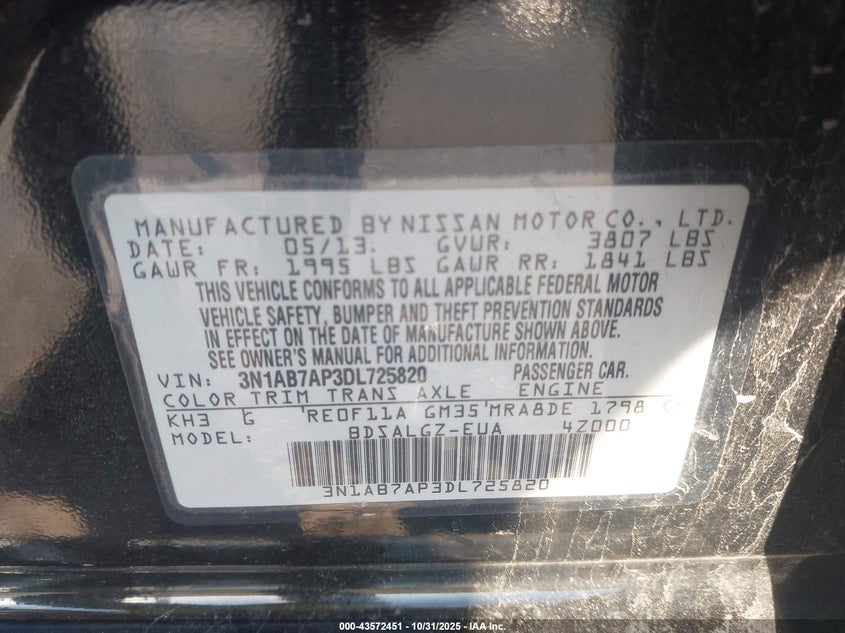 MANUFACTURED BY NISSAN MOTOR CO., LTD.
DATE: 05/13. GVWR: 3807 LBS
GAWR FR: 1995 LBS GAWR RR: 1841 LBS
THIS VEHICLE CONFORMS TO ALL APPLICABLE FEDERAL MOTOR
VEHICLE SAFETY, BUMPER AND THEFT PREVENTION STANDARDS
IN EFFECT ON THE DATE OF MANUFACTURE SHOWN ABOVE.
SEE OWNER'S MANUAL FOR ADDITIONAL CAUTION.
VIN: 3N1AB7AP3DL725820 PASSENGER CAR.
COLOR TRIM TRANS AXLE ENGINE
KH3 G RE0F11A GM35 MRA8DE 1798
MODEL: BDSALGZ-EUA 4Z000
3N1AB7AP3DL725820
000-43572451 - 10/31/2025 - IAA Inc.